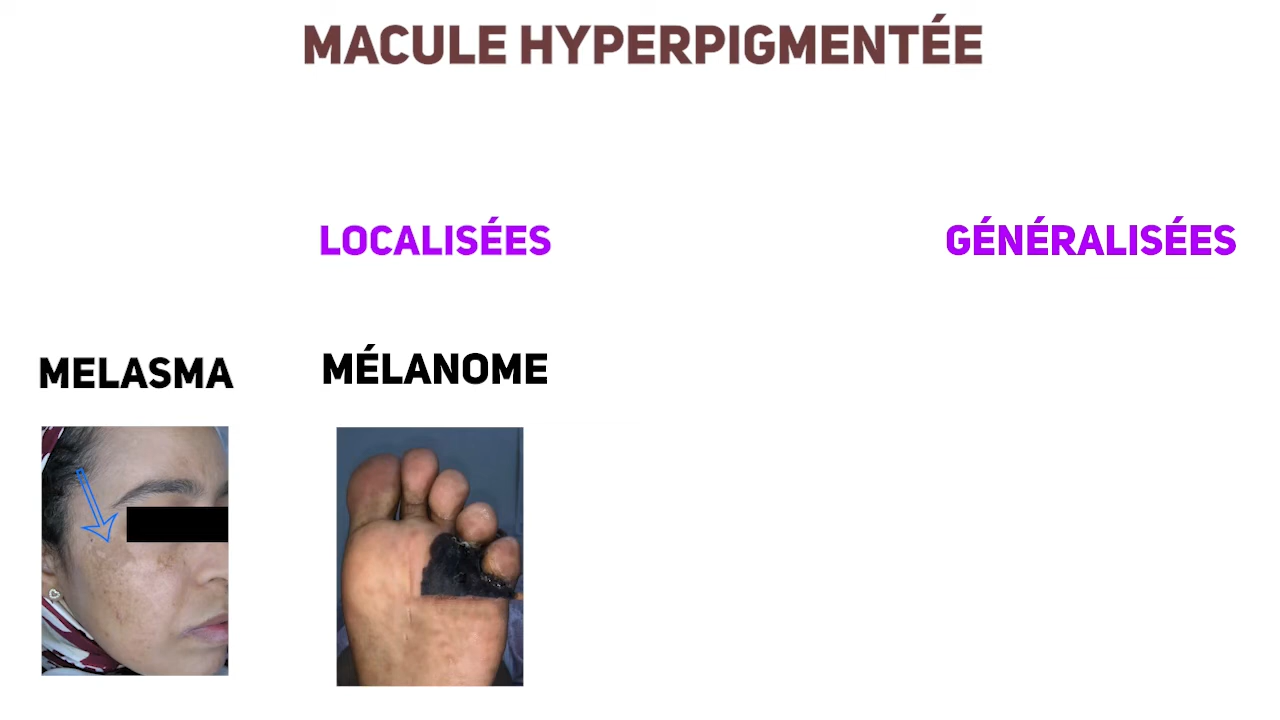 MACULE HYPERPIGMENTÉE
LOCALISÉES
GÉNÉRALISÉES
MELASMA
MÉLANOME